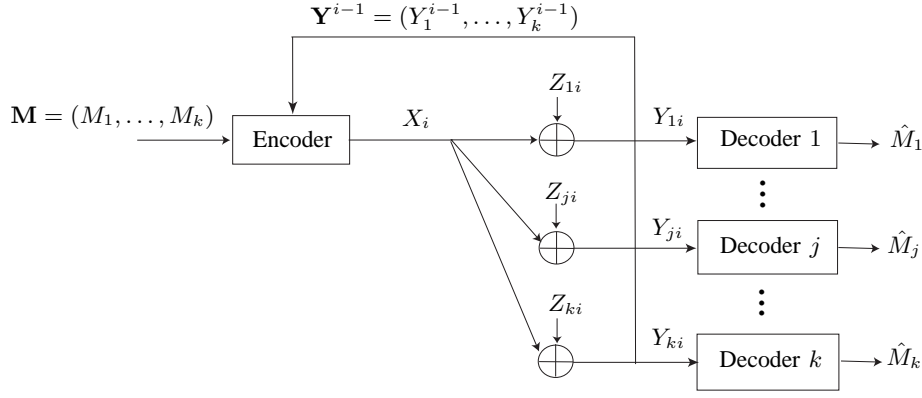 𝐘^{i−1} = (Y_1^{i−1}, . . . , Y_k^{i−1})
Z_{1i}
𝐌 = (M_1, . . . , M_k)
Encoder
X_i
Y_{1i}
Decoder 1
M̂_1
Z_{ji}
Y_{ji}
Decoder j
M̂_j
Z_{ki}
Y_{ki}
Decoder k
M̂_k